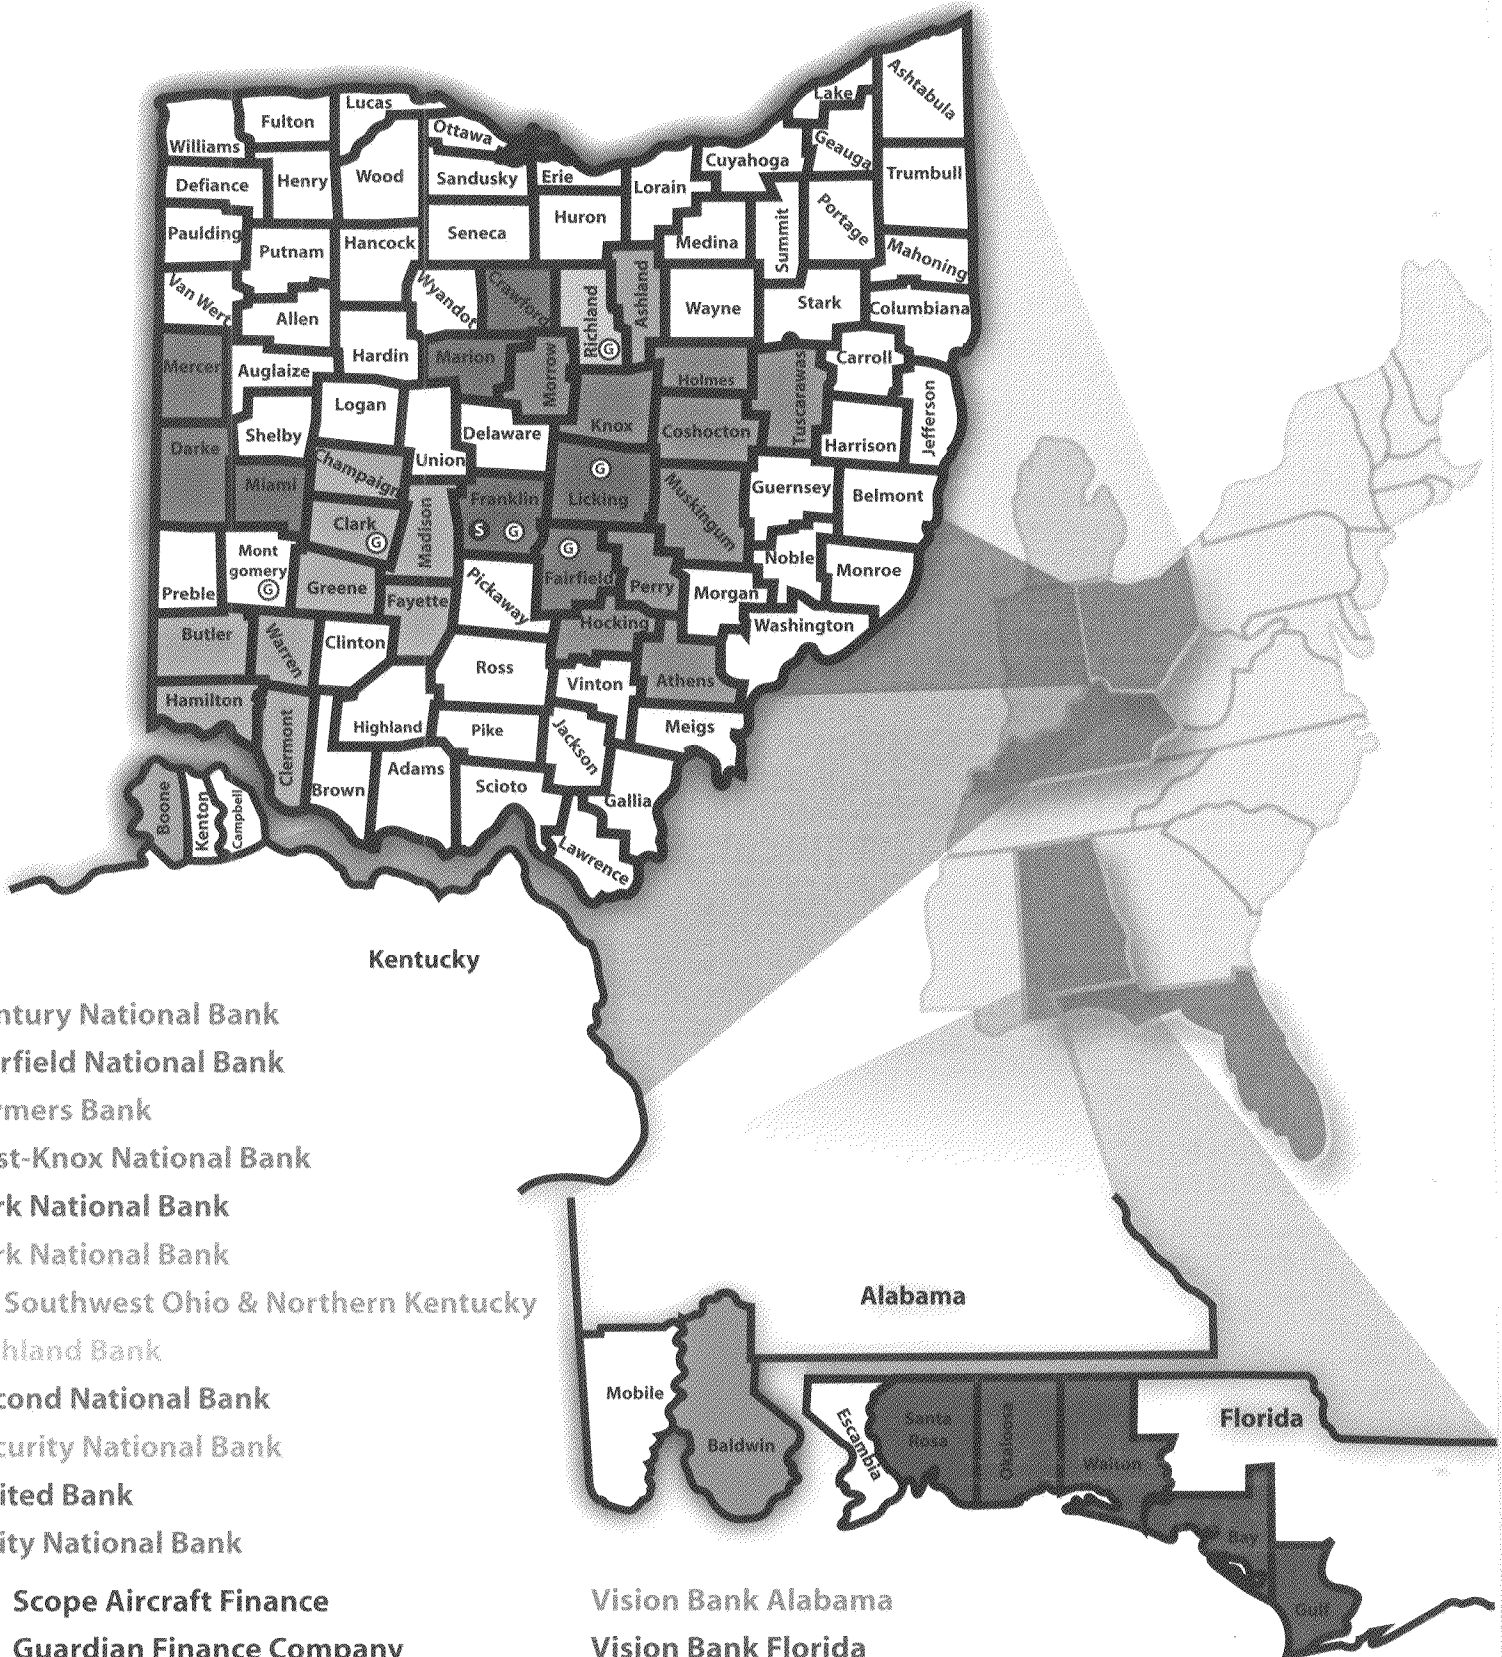 Ashtabula
Lake
Lucas
Fulton
Ottawa
Geauga
Williams
Cuyahoga
Trumbull
Wood
Sandusky
Erie
Henry
Defiance
Lorain
Portage
Huron
Summit
Paulding
Seneca
Hancock
Medina
Putnam
Mahoning
Van Wert
Wyandot
Crawford
Richland
G
Ashland
Wayne
Stark
Columbiana
Allen
Hardin
Marion
Morrow
Carroll
Mercer
Auglaize
Holmes
Tuscarawas
Jefferson
Logan
Knox
Coshocton
Harrison
Shelby
Delaware
Darke
Union
Champaign
Miami
G
Licking
Muskingum
Guernsey
Belmont
Franklin
S G
Clark
G
Madison
Mont
gomery
G
Noble
Monroe
G
Fairfield
Perry
Preble
Greene
Fayette
Pickaway
Morgan
Hocking
Washington
Butler
Warren
Clinton
Ross
Vinton
Athens
Hamilton
Clermont
Highland
Pike
Jackson
Meigs
Adams
Brown
Scioto
Gallia
Boone
Kenton
Campbell
Lawrence
Kentucky
ntury National Bank
rfield National Bank
mers Bank
st-Knox National Bank
rk National Bank
rk National Bank
Southwest Ohio & Northern Kentucky
hland Bank
cond National Bank
curity National Bank
ited Bank
ity National Bank
Scope Aircraft Finance
Guardian Finance Company
Alabama
Mobile
Baldwin
Escambia
Santa
Rosa
Okaloosa
Walton
Florida
Bay
Gulf
Vision Bank Alabama
Vision Bank Florida